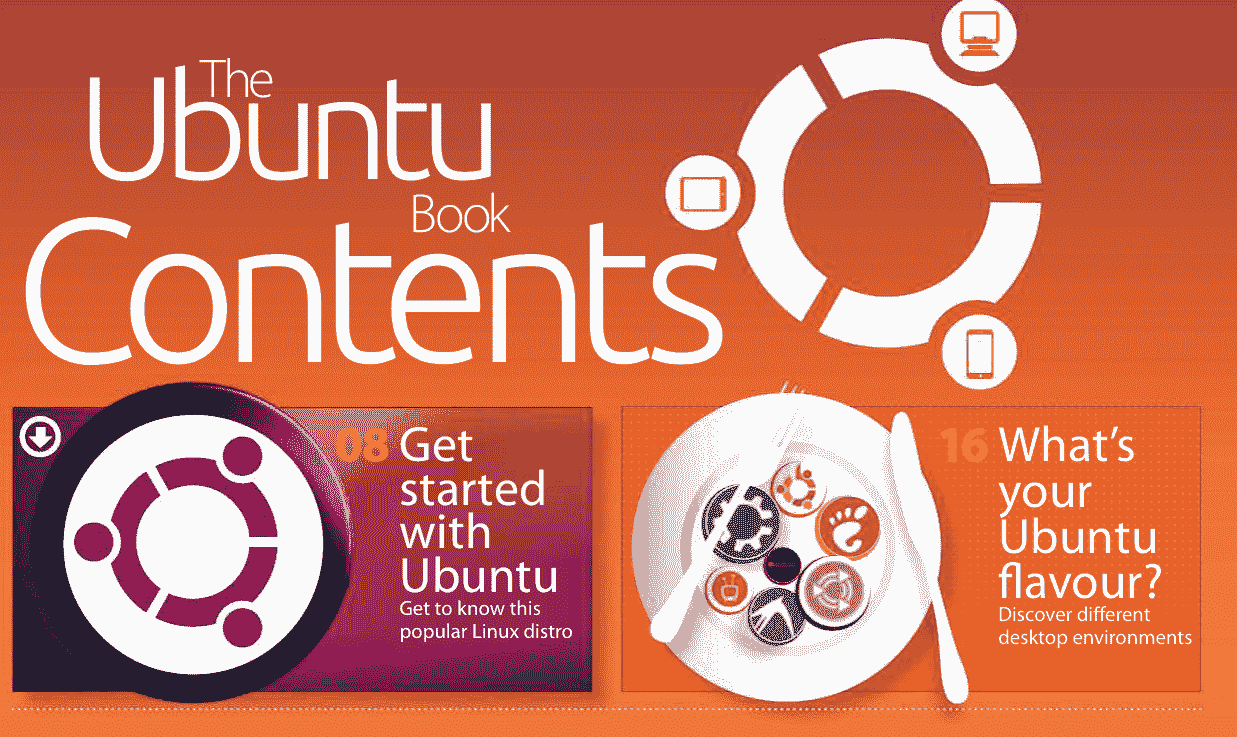 The
Ubuntu
Book
Contents
08 Get
started
with
Ubuntu
Get to know this
popular Linux distro
16 What's
your
Ubuntu
flavour?
Discover different
desktop environments